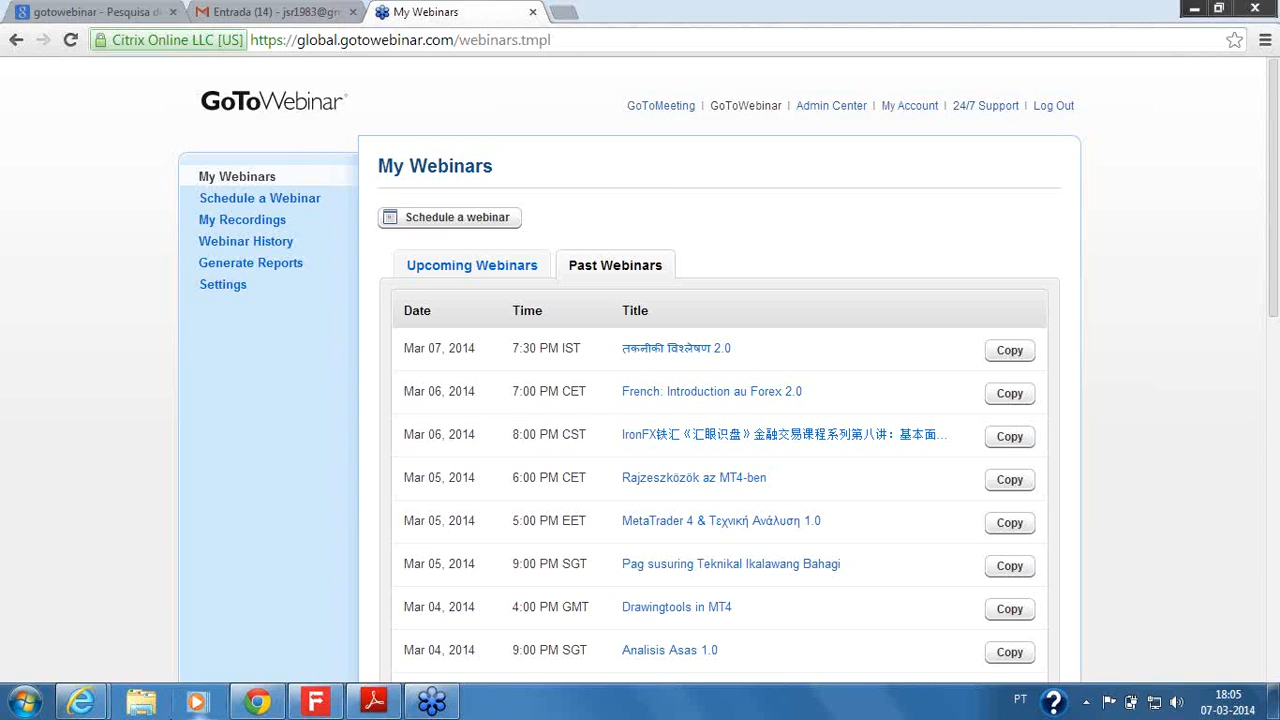 gotowebinar - Pesquisa d
Entrada (14) - jsr1983@gm
My Webinars
Citrix Online LLC [US]
https://global.gotowebinar.com/webinars.tmpl
GoToWebinar
GoToMeeting | GoToWebinar | Admin Center | My Account | 24/7 Support | Log Out
My Webinars
Schedule a Webinar
My Recordings
Webinar History
Generate Reports
Settings
My Webinars
Schedule a webinar
Upcoming Webinars
Past Webinars
Date Time Title
Mar 07, 2014 7:30 PM IST तकनीकी विश्लेषण 2.0 Copy
Mar 06, 2014 7:00 PM CET French: Introduction au Forex 2.0 Copy
Mar 06, 2014 8:00 PM CST IronFX铁汇《汇眼识盘》金融交易课程系列第八讲：基本面... Copy
Mar 05, 2014 6:00 PM CET Rajzeszközök az MT4-ben Copy
Mar 05, 2014 5:00 PM EET MetaTrader 4 & Τεχνική Ανάλυση 1.0 Copy
Mar 05, 2014 9:00 PM SGT Pag susuring Teknikal Ikalawang Bahagi Copy
Mar 04, 2014 4:00 PM GMT Drawingtools in MT4 Copy
Mar 04, 2014 9:00 PM SGT Analisis Asas 1.0 Copy
PT
18:05
07-03-2014